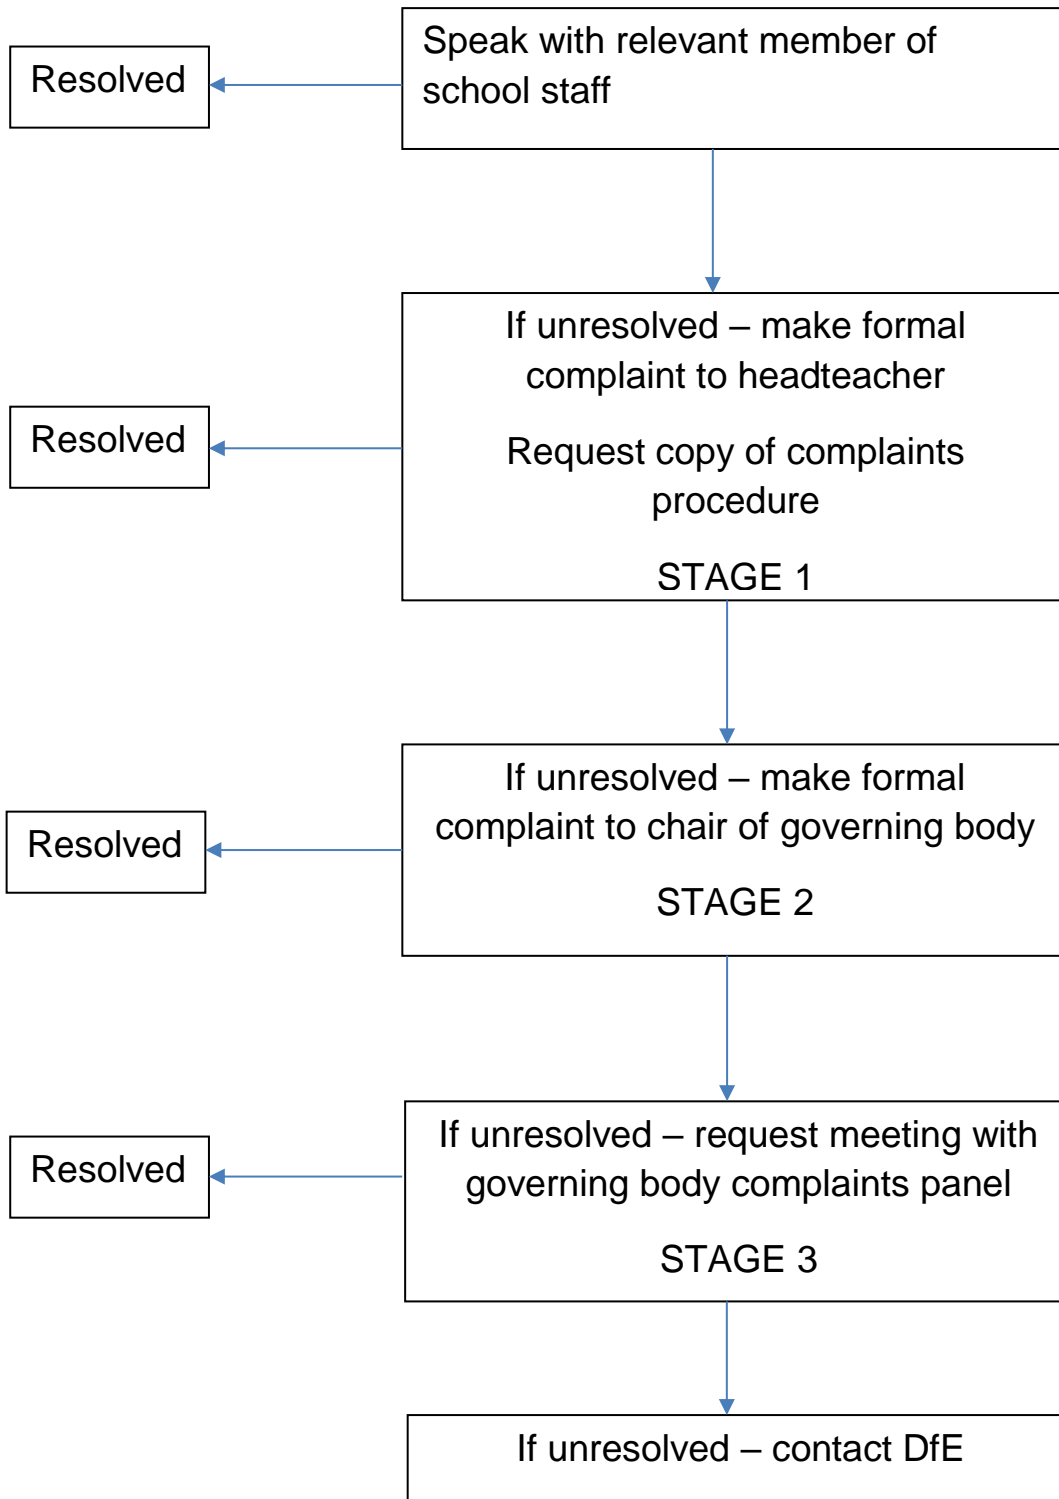 Speak with relevant member of
school staff
Resolved
If unresolved – make formal
complaint to headteacher
Request copy of complaints
procedure
STAGE 1
Resolved
If unresolved – make formal
complaint to chair of governing body
STAGE 2
Resolved
If unresolved – request meeting with
governing body complaints panel
STAGE 3
Resolved
If unresolved – contact DfE